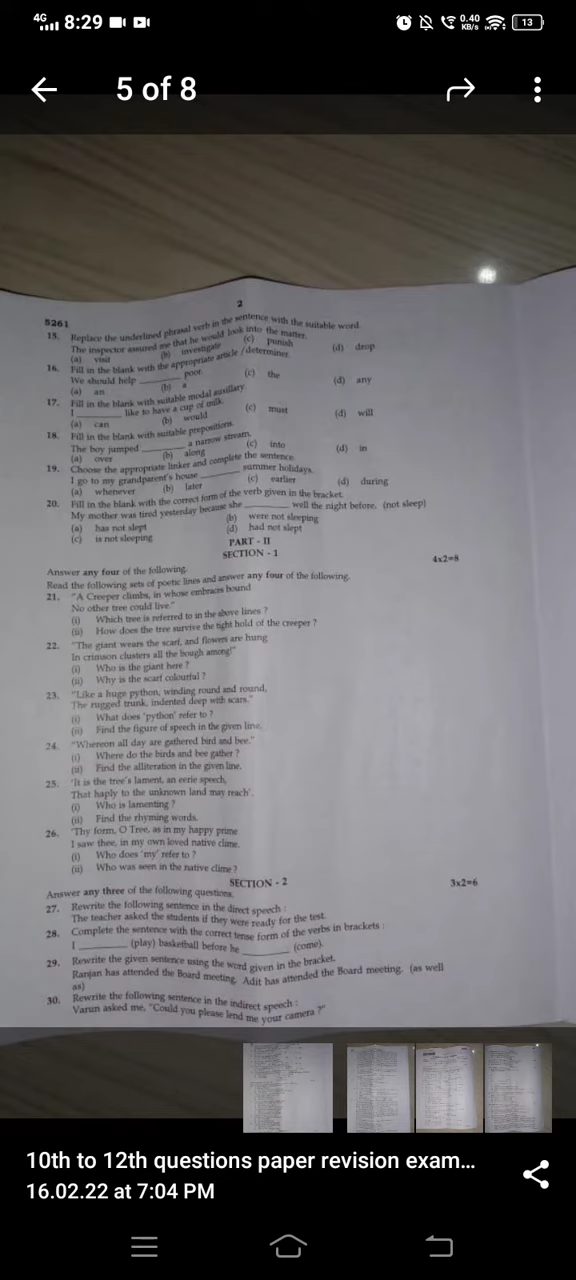 4G 8:29 0.40 KB/s 13
5 of 8
2
5261
15. Replace the underlined phrasal verb in the sentence with the suitable word.
The inspector assured me that he would look into the matter.
(a) visit (b) investigate (c) punish (d) drop
16. Fill in the blank with the appropriate article / determiner.
We should help ________ poor.
(a) an (b) a (c) the (d) any
17. Fill in the blank with suitable modal auxillary.
I ________ like to have a cup of milk.
(a) can (b) would (c) must (d) will
18. Fill in the blank with suitable prepositions.
The boy jumped ________ a narrow stream.
(a) over (b) along (c) into (d) in
19. Choose the appropriate linker and complete the sentence.
I go to my grandparent's house ________ summer holidays.
(a) whenever (b) later (c) earlier (d) during
20. Fill in the blank with the correct form of the verb given in the bracket.
My mother was tired yesterday because she ________ well the night before. (not sleep)
(a) has not slept (b) were not sleeping
(c) is not sleeping (d) had not slept
PART - II
SECTION - 1
Answer any four of the following. 4x2=8
Read the following sets of poetic lines and answer any four of the following.
21. "A Creeper climbs, in whose embraces bound
No other tree could live."
(i) Which tree is referred to in the above lines ?
(ii) How does the tree survive the tight hold of the creeper ?
22. "The giant wears the scarf, and flowers are hung
In crimson clusters all the bough among!"
(i) Who is the giant here ?
(ii) Why is the scarf colourful ?
23. "Like a huge python, winding round and round,
The rugged trunk, indented deep with scars."
(i) What does 'python' refer to ?
(ii) Find the figure of speech in the given line.
24. "Whereon all day are gathered bird and bee."
(i) Where do the birds and bee gather ?
(ii) Find the alliteration in the given line.
25. 'It is the tree's lament, an eerie speech,
That haply to the unknown land may reach'.
(i) Who is lamenting ?
(ii) Find the rhyming words.
26. 'Thy form, O Tree, as in my happy prime
I saw thee, in my own loved native clime.
(i) Who does 'my' refer to ?
(ii) Who was seen in the native clime ?
SECTION - 2
Answer any three of the following questions. 3x2=6
27. Rewrite the following sentence in the direct speech :
The teacher asked the students if they were ready for the test.
28. Complete the sentence with the correct tense form of the verbs in brackets :
I ________ (play) basketball before he ________ (come).
29. Rewrite the given sentence using the word given in the bracket.
Ranjan has attended the Board meeting. Adit has attended the Board meeting. (as well
as)
30. Rewrite the following sentence in the indirect speech :
Varun asked me, "Could you please lend me your camera ?"
10th to 12th questions paper revision exam...
16.02.22 at 7:04 PM